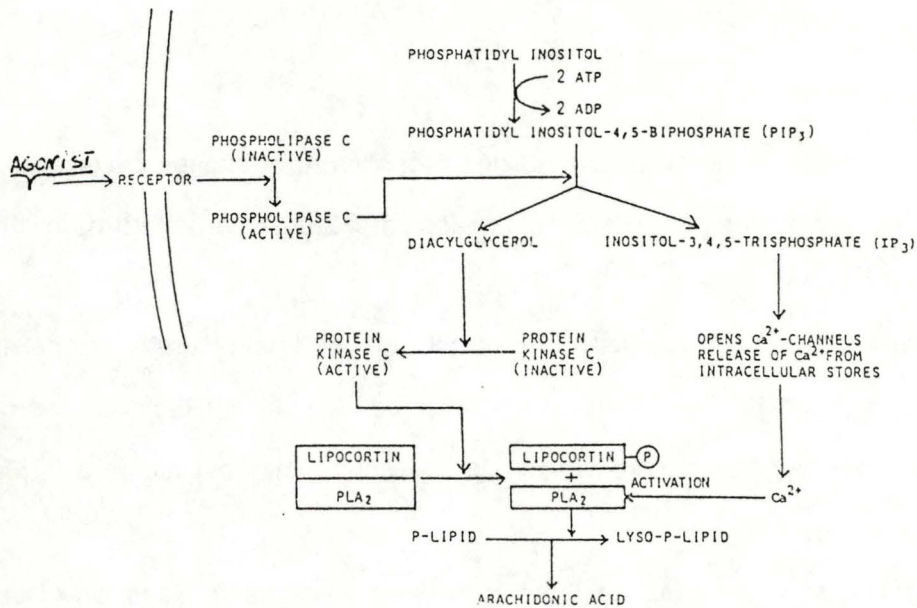 PHOSPHATIDYL INOSITOL
2 ATP
2 ADP
PHOSPHATIDYL INOSITOL-4,5-BIPHOSPHATE (PIP3)
PHOSPHOLIPASE C
(INACTIVE)
AGONIST
RECEPTOR
PHOSPHOLIPASE C
(ACTIVE)
DIACYLGLYCEROL
INOSITOL-3,4,5-TRISPHOSPHATE (IP3)
PROTEIN
KINASE C
(ACTIVE)
PROTEIN
KINASE C
(INACTIVE)
OPENS Ca2+-CHANNELS
RELEASE OF Ca2+FROM
INTRACELLULAR STORES
LIPOCORTIN
PLA2
LIPOCORTIN P
+
PLA2
ACTIVATION
Ca2+
P-LIPID
LYSO-P-LIPID
ARACHIDONIC ACID